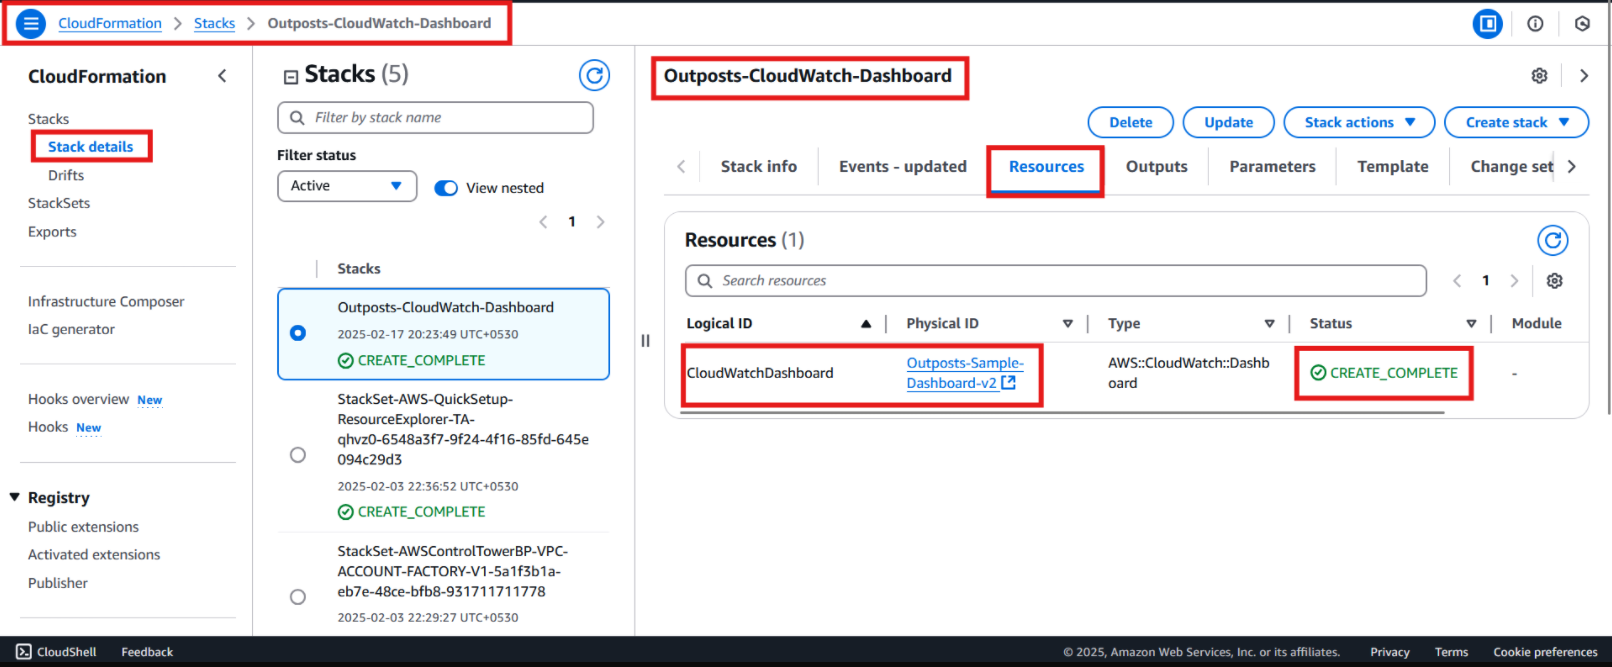 CloudFormation > Stacks > Outposts-CloudWatch-Dashboard
CloudFormation
Stacks
Stack details
Drifts
StackSets
Exports
Infrastructure Composer
IaC generator
Hooks overview New
Hooks New
Registry
Public extensions
Activated extensions
Publisher
Stacks (5)
Filter by stack name
Filter status
Active
View nested
1
Stacks
Outposts-CloudWatch-Dashboard
2025-02-17 20:23:49 UTC+0530
CREATE_COMPLETE
StackSet-AWS-QuickSetup-
ResourceExplorer-TA-
qhvz0-6548a3f7-9f24-4f16-85fd-645e
094c29d3
2025-02-03 22:36:52 UTC+0530
CREATE_COMPLETE
StackSet-AWSControlTowerBP-VPC-
ACCOUNT-FACTORY-V1-5a1f3b1a-
eb7e-48ce-bfb8-931711711778
2025-02-03 22:29:27 UTC+0530
Outposts-CloudWatch-Dashboard
Delete Update Stack actions Create stack
Stack info Events - updated Resources Outputs Parameters Template Change set
Resources (1)
Search resources
1
Logical ID Physical ID Type Status Module
CloudWatchDashboard Outposts-Sample- AWS::CloudWatch::Dashb CREATE_COMPLETE -
Dashboard-v2 oard
CloudShell Feedback © 2025, Amazon Web Services, Inc. or its affiliates. Privacy Terms Cookie preferences